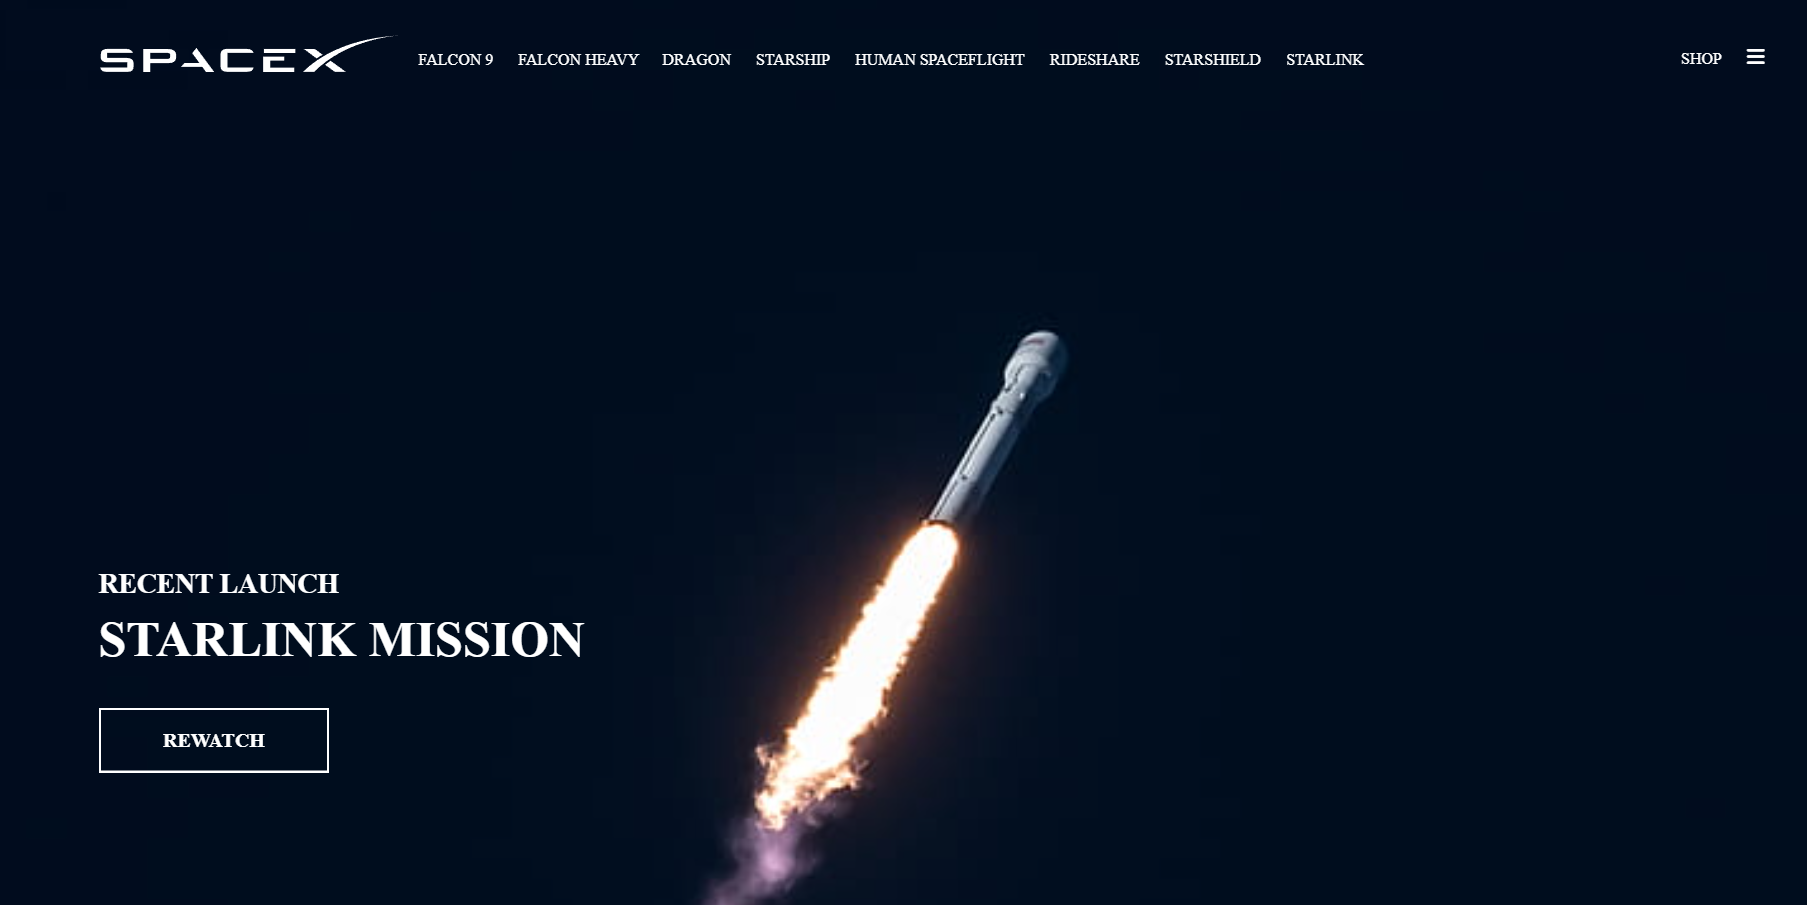 SPACEX FALCON 9 FALCON HEAVY DRAGON STARSHIP HUMAN SPACEFLIGHT RIDESHARE STARSHIELD STARLINK SHOP
RECENT LAUNCH
STARLINK MISSION
REWATCH